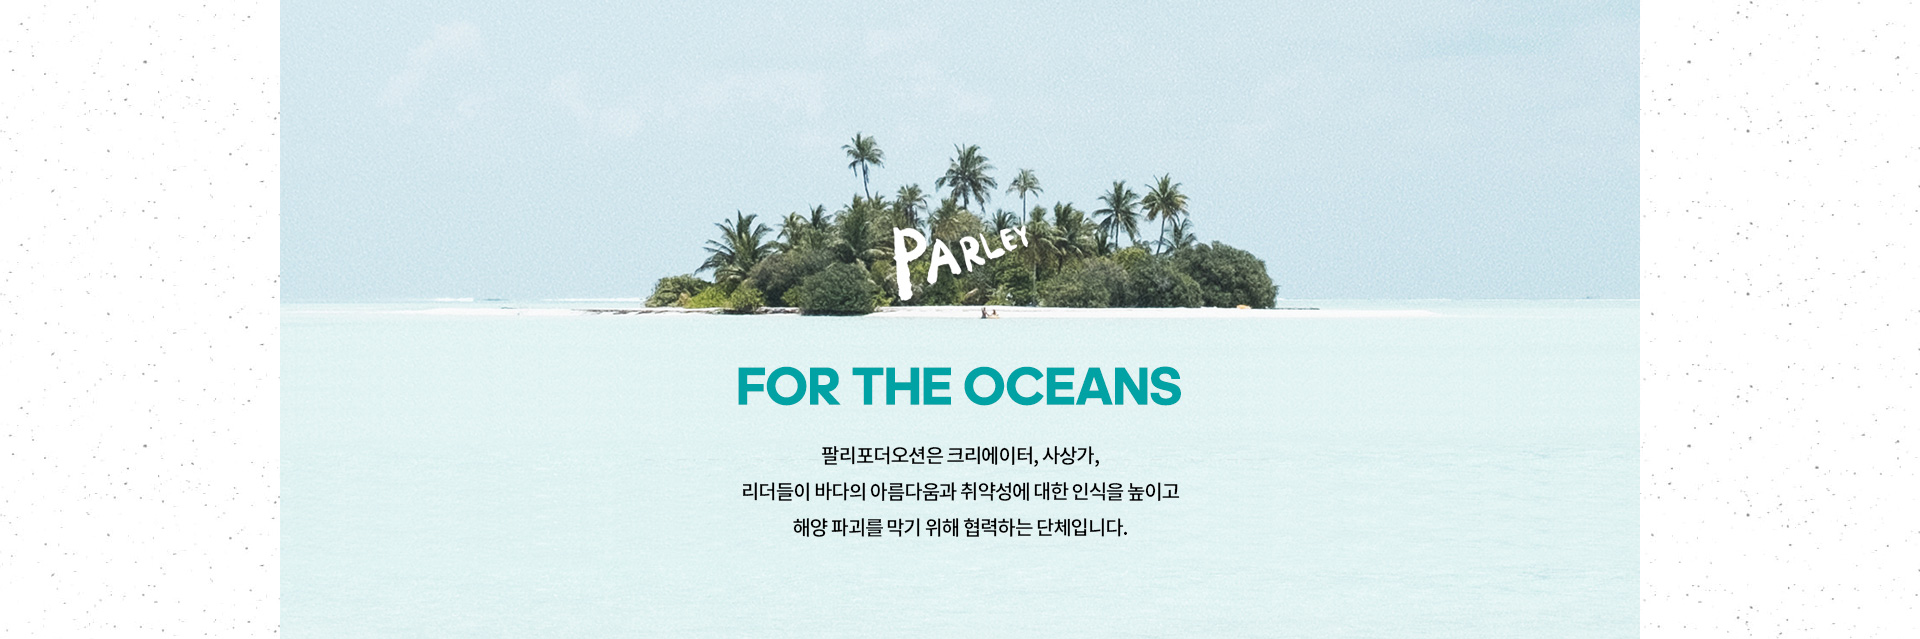 PARLEY
FOR THE OCEANS
팔리포더오션은 크리에이터, 사상가,
리더들이 바다의 아름다움과 취약성에 대한 인식을 높이고
해양 파괴를 막기 위해 협력하는 단체입니다.